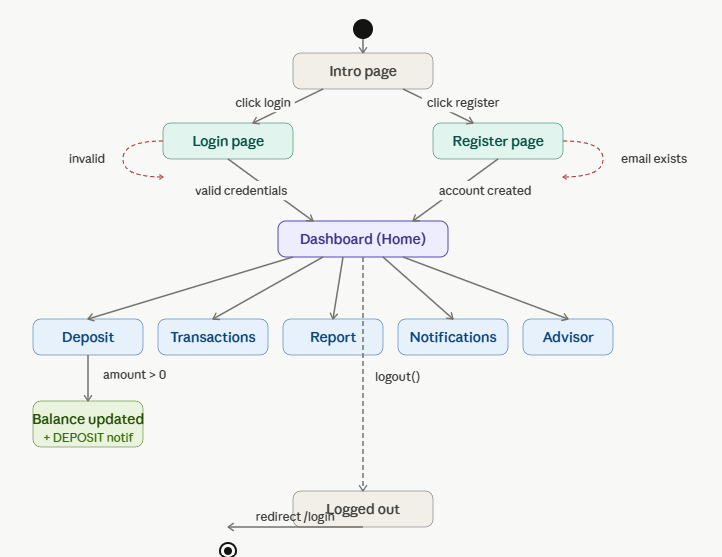 Intro page
click login
click register
Login page
Register page
invalid
email exists
valid credentials
account created
Dashboard (Home)
Deposit
Transactions
Report
Notifications
Advisor
amount > 0
logout()
Balance updated
+ DEPOSIT notif
Logged out
redirect /login